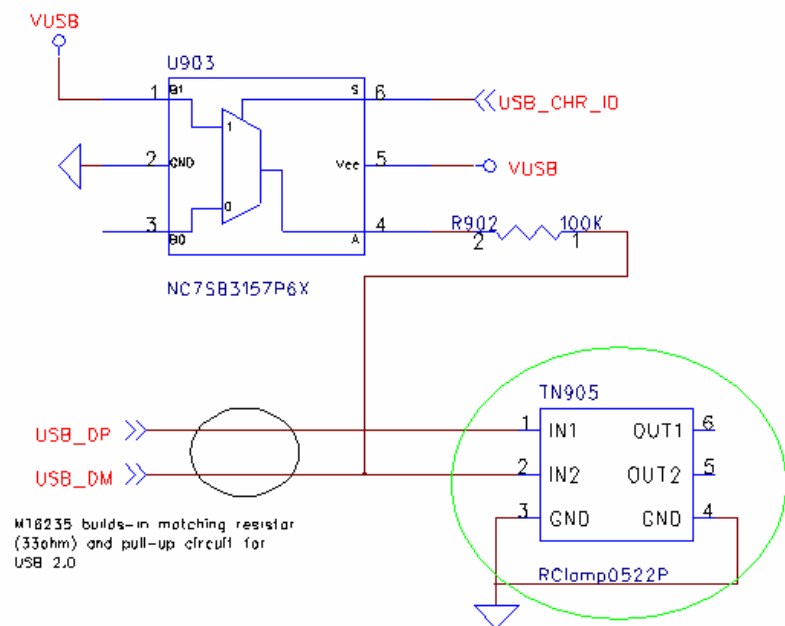 VUSB
U903
1 B1 S 6 USB_CHR_ID
1
2 GND Vcc 5 VUSB
0
3 B0 A 4 R902 100K
2 1
NC7SB3157P6X
TN905
USB_DP 1 IN1 OUT1 6
USB_DM 2 IN2 OUT2 5
3 GND GND 4
MT6235 builds-in matching resistor
(33ohm) and pull-up circuit for
USB 2.0
RClamp0522P